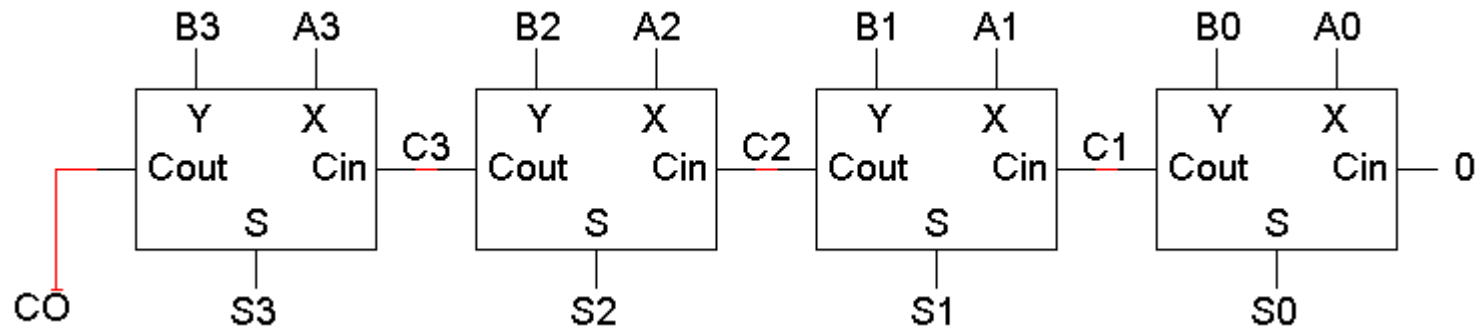 B3 A3 B2 A2 B1 A1 B0 A0
Y X Y X Y X Y X
Cout Cin C3 Cout Cin C2 Cout Cin C1 Cout Cin 0
S S S S
CO S3 S2 S1 S0